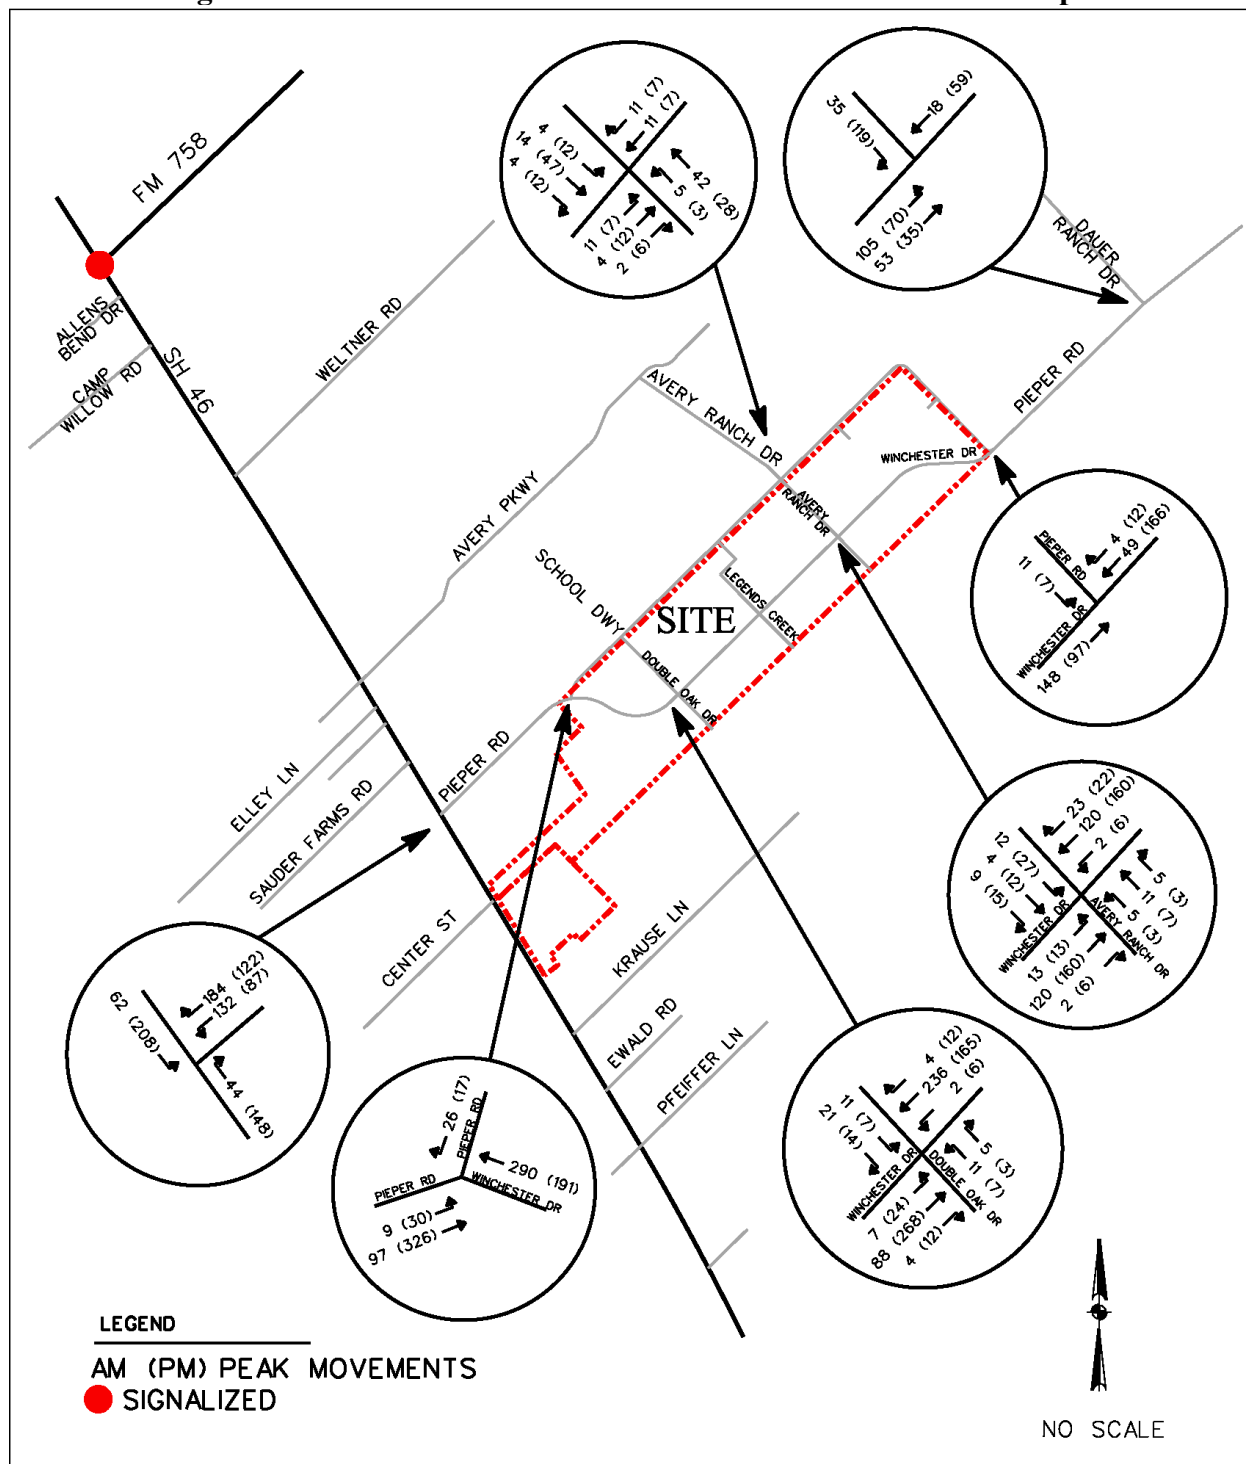 FM 758
ALLENS
BEND DR
CAMP
WILLOW RD
SH 46
WELTNER RD
AVERY RANCH DR
AVERY PKWY
SCHOOL DWY
DAUER
RANCH DR
PIEPER RD
WINCHESTER DR
AVERY
RANCH DR
LEGENDS CREEK
SITE
DOUBLE OAK DR
PIEPER RD
ELLEY LN
SAUDER FARMS RD
CENTER ST
KRAUSE LN
EWALD RD
PFEIFFER LN
11 (7)
11 (7)
4 (12)
14 (47)
4 (12)
42 (28)
5 (3)
11 (7)
4 (12)
2 (6)
35 (119)
18 (59)
105 (70)
53 (35)
PIEPER RD
4 (12)
49 (166)
11 (7)
WINCHESTER DR
148 (97)
23 (22)
120 (160)
2 (6)
12 (27)
4 (12)
9 (15)
5 (3)
11 (7)
5 (3)
WINCHESTER DR
AVERY RANCH DR
13 (13)
120 (160)
2 (6)
4 (12)
236 (165)
2 (6)
11 (7)
21 (14)
5 (3)
11 (7)
WINCHESTER DR
DOUBLE OAK DR
7 (24)
88 (268)
4 (12)
62 (208)
184 (122)
132 (87)
44 (148)
26 (17)
PIEPER RD
290 (191)
PIEPER RD
WINCHESTER DR
9 (30)
97 (326)
LEGEND
AM (PM) PEAK MOVEMENTS
SIGNALIZED
NO SCALE